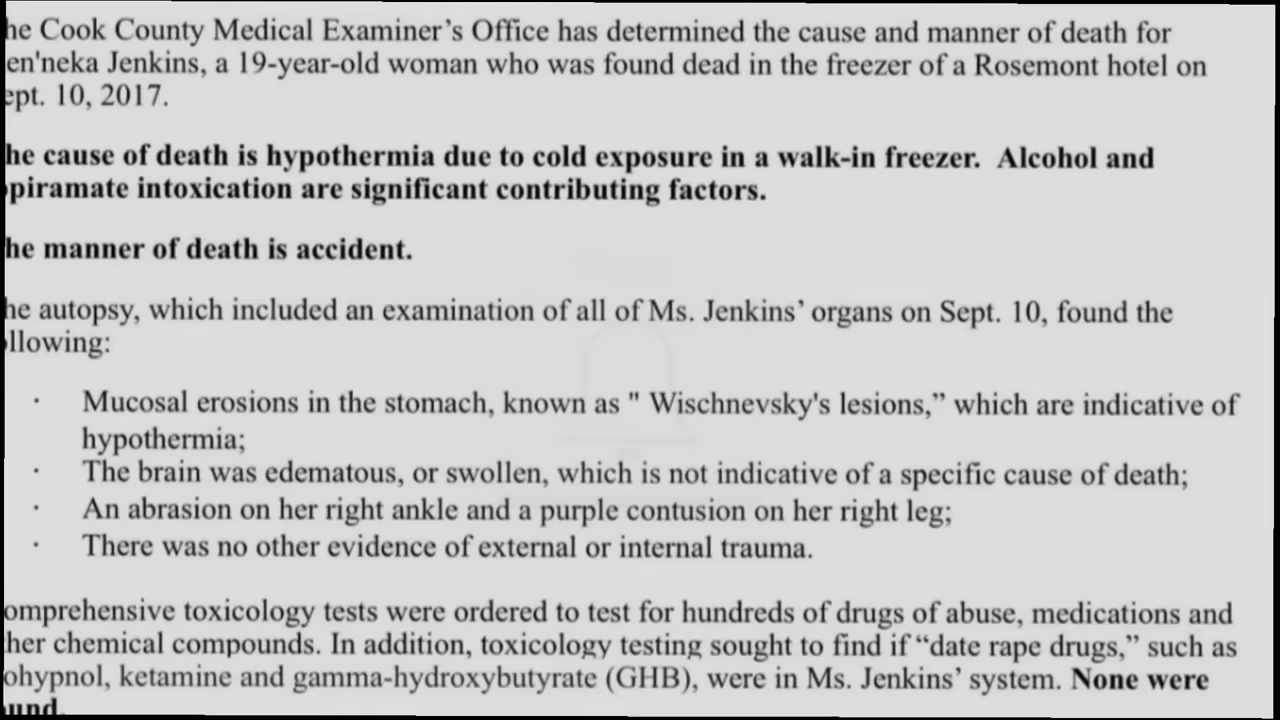 he Cook County Medical Examiner’s Office has determined the cause and manner of death for
en'neka Jenkins, a 19-year-old woman who was found dead in the freezer of a Rosemont hotel on
ept. 10, 2017.
he cause of death is hypothermia due to cold exposure in a walk-in freezer.  Alcohol and
piramate intoxication are significant contributing factors.
he manner of death is accident.
he autopsy, which included an examination of all of Ms. Jenkins’ organs on Sept. 10, found the
llowing:
· Mucosal erosions in the stomach, known as " Wischnevsky's lesions,” which are indicative of
hypothermia;
· The brain was edematous, or swollen, which is not indicative of a specific cause of death;
· An abrasion on her right ankle and a purple contusion on her right leg;
· There was no other evidence of external or internal trauma.
omprehensive toxicology tests were ordered to test for hundreds of drugs of abuse, medications and
her chemical compounds. In addition, toxicology testing sought to find if “date rape drugs,” such as
ohypnol, ketamine and gamma-hydroxybutyrate (GHB), were in Ms. Jenkins’ system. None were
und.